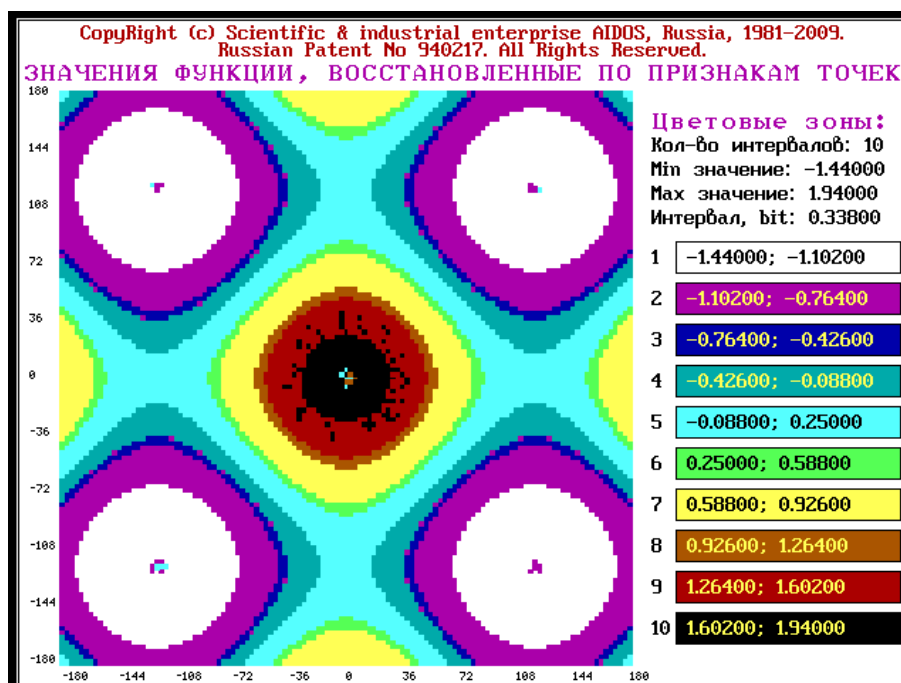 CopyRight (c) Scientific & industrial enterprise AIDOS, Russia, 1981-2009.
Russian Patent No 940217. All Rights Reserved.
ЗНАЧЕНИЯ ФУНКЦИИ, ВОССТАНОВЛЕННЫЕ ПО ПРИЗНАКАМ ТОЧЕК
180
144
108
72
36
0
-36
-72
-108
-144
-180
-180 -144 -108 -72 -36 0 36 72 108 144 180
Цветовые зоны:
Кол-во интервалов: 10
Min значение: -1.44000
Max значение: 1.94000
Интервал, bit: 0.33800
1 -1.44000; -1.10200
2 -1.10200; -0.76400
3 -0.76400; -0.42600
4 -0.42600; -0.08800
5 -0.08800; 0.25000
6 0.25000; 0.58800
7 0.58800; 0.92600
8 0.92600; 1.26400
9 1.26400; 1.60200
10 1.60200; 1.94000